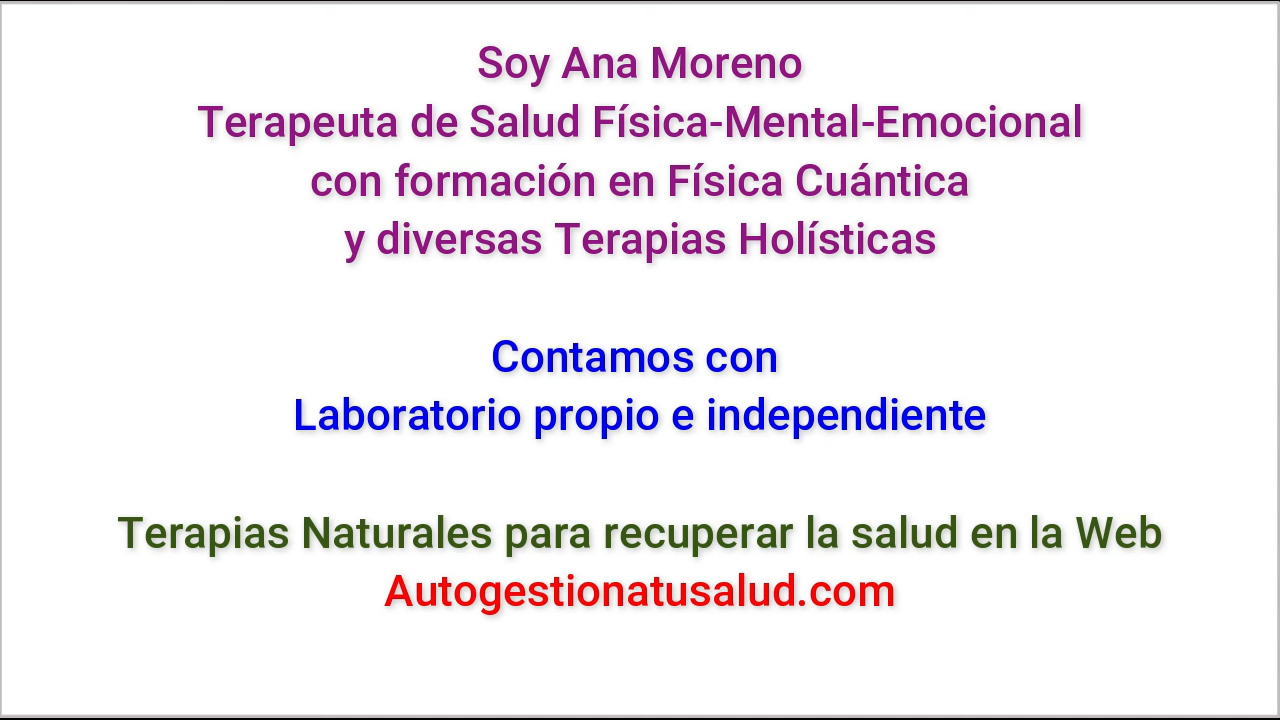 Soy Ana Moreno
Terapeuta de Salud Física-Mental-Emocional
con formación en Física Cuántica
y diversas Terapias Holísticas
Contamos con
Laboratorio propio e independiente
Terapias Naturales para recuperar la salud en la Web
Autogestionatusalud.com